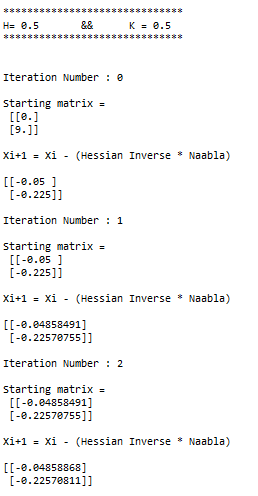 ******************************
H= 0.5 && K = 0.5
******************************
Iteration Number : 0
Starting matrix =
[[0.]
[9.]]
Xi+1 = Xi - (Hessian Inverse * Naabla)
[[-0.05 ]
[-0.225]]
Iteration Number : 1
Starting matrix =
[[-0.05 ]
[-0.225]]
Xi+1 = Xi - (Hessian Inverse * Naabla)
[[-0.04858491]
[-0.22570755]]
Iteration Number : 2
Starting matrix =
[[-0.04858491]
[-0.22570755]]
Xi+1 = Xi - (Hessian Inverse * Naabla)
[[-0.04858868]
[-0.22570811]]